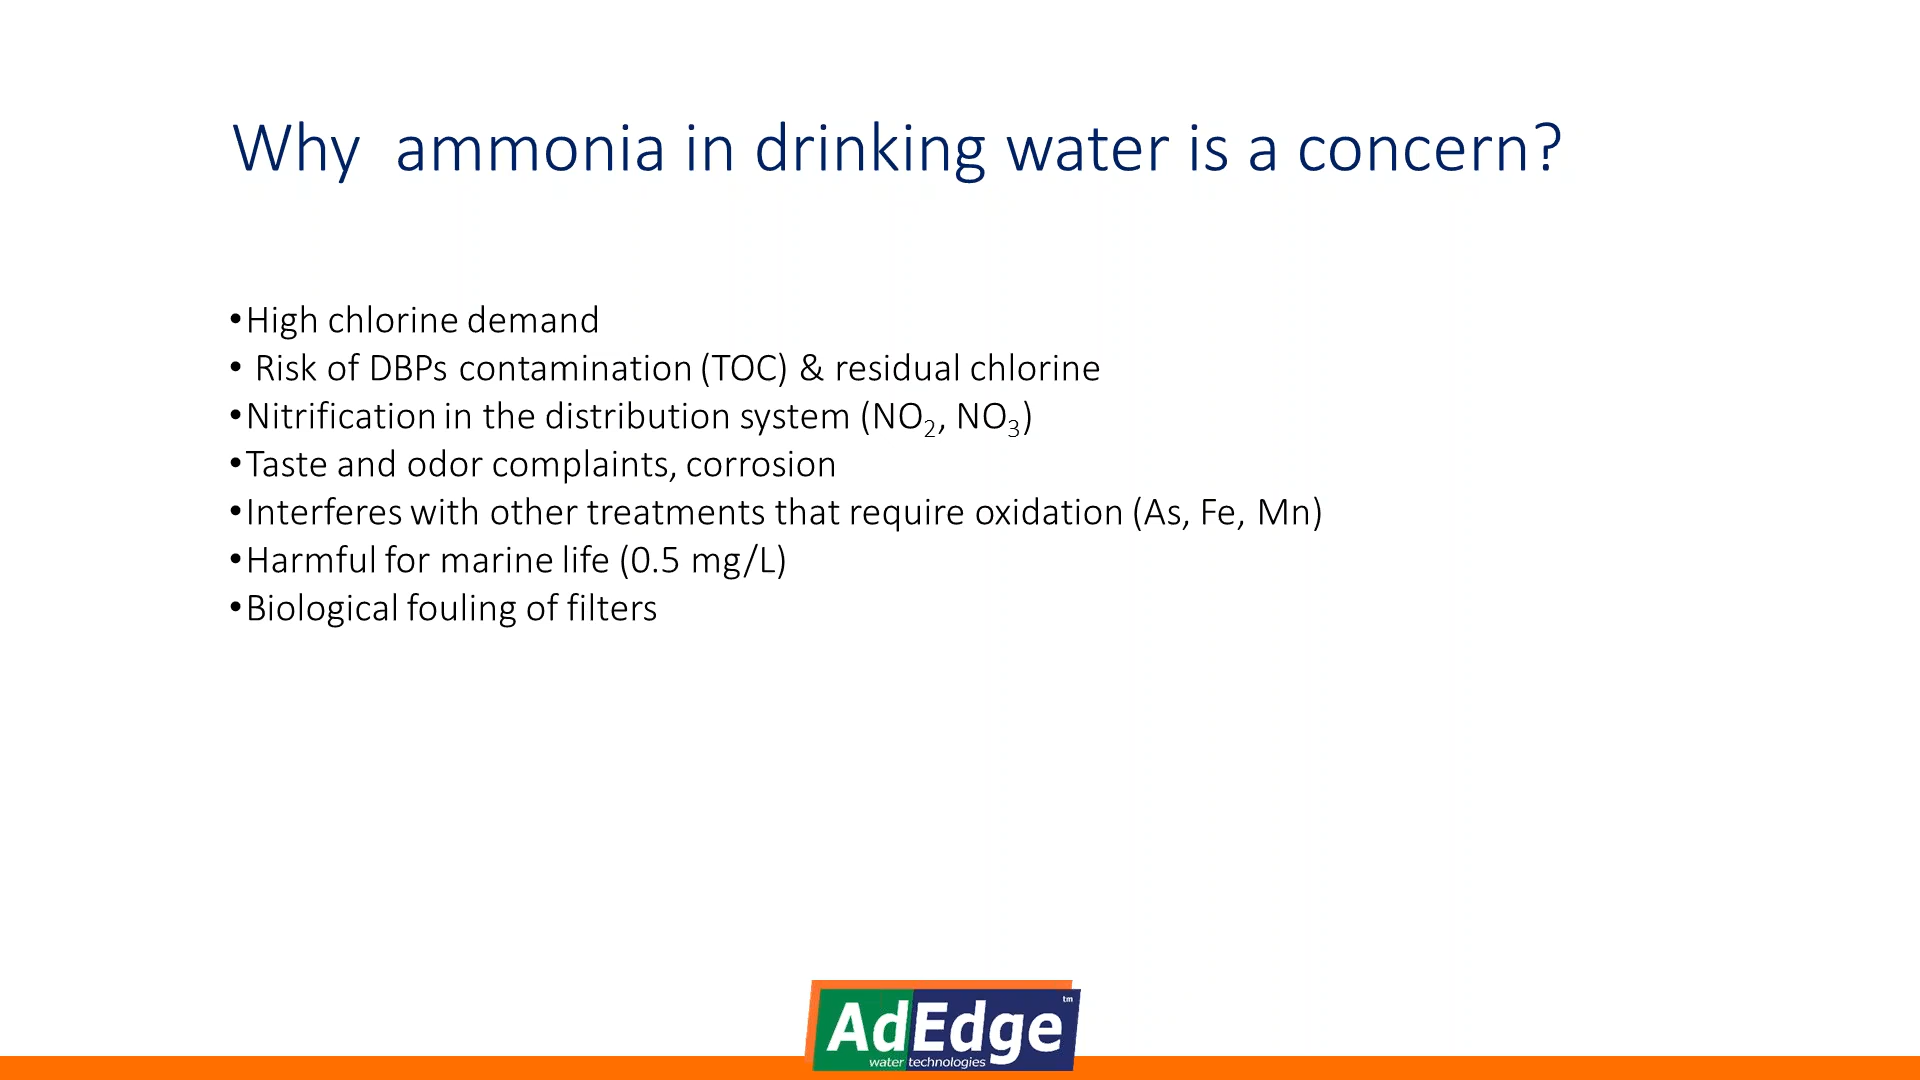 Why  ammonia in drinking water is a concern?
•High chlorine demand
• Risk of DBPs contamination (TOC) & residual chlorine
•Nitrification in the distribution system (NO₂, NO₃)
•Taste and odor complaints, corrosion
•Interferes with other treatments that require oxidation (As, Fe, Mn)
•Harmful for marine life (0.5 mg/L)
•Biological fouling of filters
AdEdge tm
water technologies